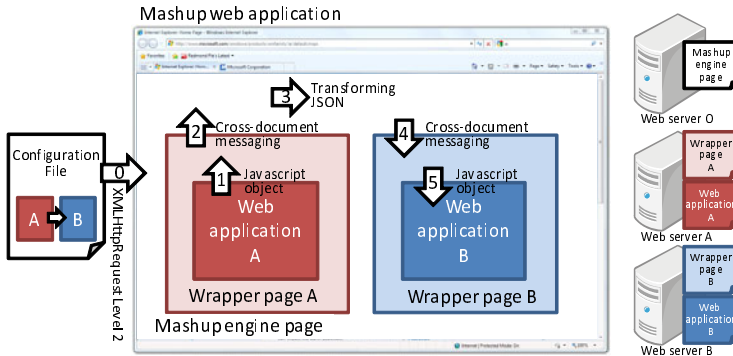 Mashup web application
Configuration
File
A
B
0
XMLHttpRequest Level 2
3
Transforming
JSON
2
Cross-document
messaging
1
Javascript
object
Web
application
A
Wrapper page A
4
Cross-document
messaging
5
Javascript
object
Web
application
B
Wrapper page B
Mashup engine page
Mashup
engine
page
Web server O
Wrapper
page
A
Web
application
A
Web server A
Wrapper
page
B
Web
application
B
Web server B